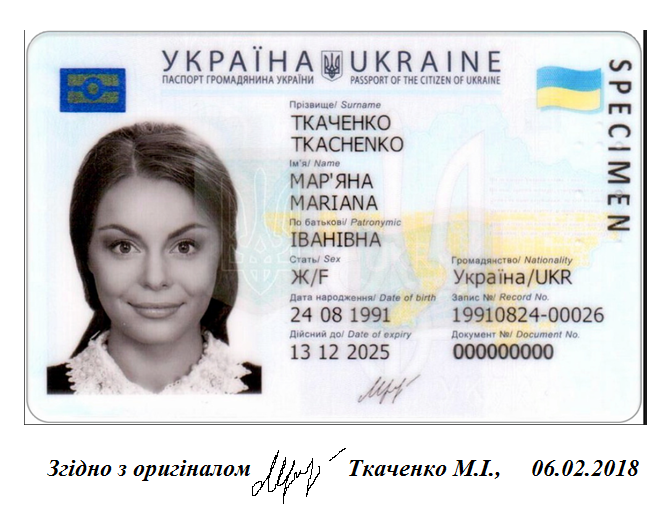 УКРАЇНА UKRAINE
ПАСПОРТ ГРОМАДЯНИНА УКРАЇНИ PASSPORT OF THE CITIZEN OF UKRAINE
SPECIMEN
Прізвище/ Surname
ТКАЧЕНКО
TKACHENKO
Ім'я/ Name
МАР'ЯНА
MARIANA
По батькові/ Patronymic
ІВАНІВНА
Стать/ Sex Громадянство/ Nationality
Ж/F Україна/UKR
Дата народження/ Date of birth Запис №/ Record No.
24 08 1991 19910824-00026
Дійсний до/ Date of expiry Документ №/ Document No.
13 12 2025 000000000
Згідно з оригіналом Ткаченко М.І., 06.02.2018